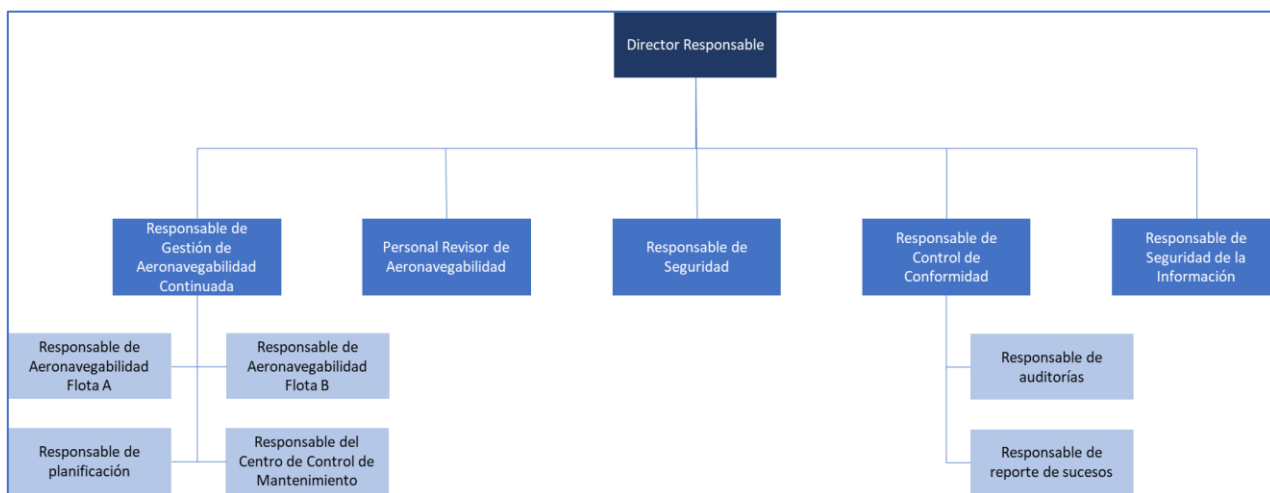 Director Responsable
Responsable de
Gestión de
Aeronavegabilidad
Continuada
Personal Revisor de
Aeronavegabilidad
Responsable de
Seguridad
Responsable de
Control de
Conformidad
Responsable de
Seguridad de la
Información
Responsable de
Aeronavegabilidad
Flota A
Responsable de
Aeronavegabilidad
Flota B
Responsable de
auditorías
Responsable de
planificación
Responsable del
Centro de Control de
Mantenimiento
Responsable de
reporte de sucesos